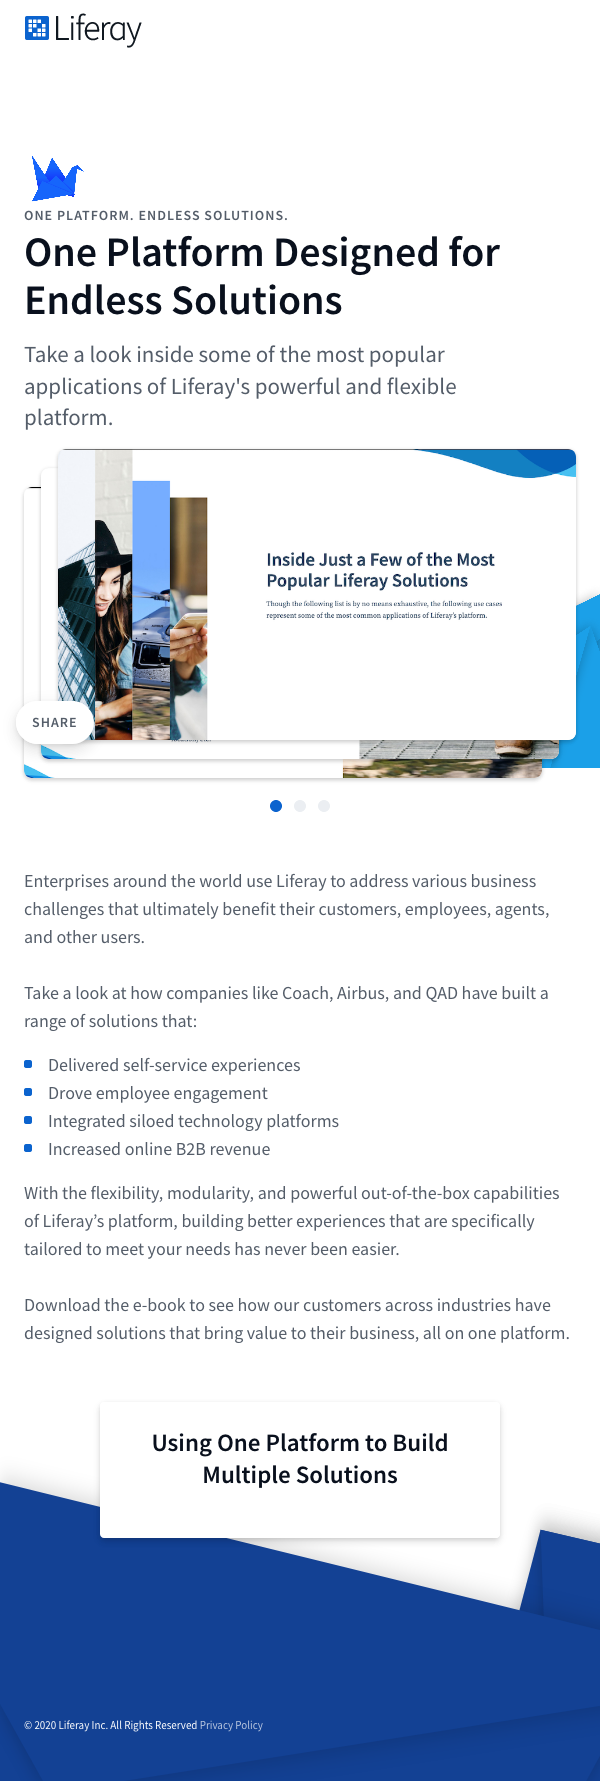 Liferay
ONE PLATFORM. ENDLESS SOLUTIONS.
One Platform Designed for
Endless Solutions
Take a look inside some of the most popular
applications of Liferay's powerful and flexible
platform.
Inside Just a Few of the Most
Popular Liferay Solutions
Though the following list is by no means exhaustive, the following use cases
represent some of the most common applications of Liferay's platform.
SHARE
Enterprises around the world use Liferay to address various business
challenges that ultimately benefit their customers, employees, agents,
and other users.
Take a look at how companies like Coach, Airbus, and QAD have built a
range of solutions that:
Delivered self-service experiences
Drove employee engagement
Integrated siloed technology platforms
Increased online B2B revenue
With the flexibility, modularity, and powerful out-of-the-box capabilities
of Liferay’s platform, building better experiences that are specifically
tailored to meet your needs has never been easier.
Download the e-book to see how our customers across industries have
designed solutions that bring value to their business, all on one platform.
Using One Platform to Build
Multiple Solutions
© 2020 Liferay Inc. All Rights Reserved Privacy Policy